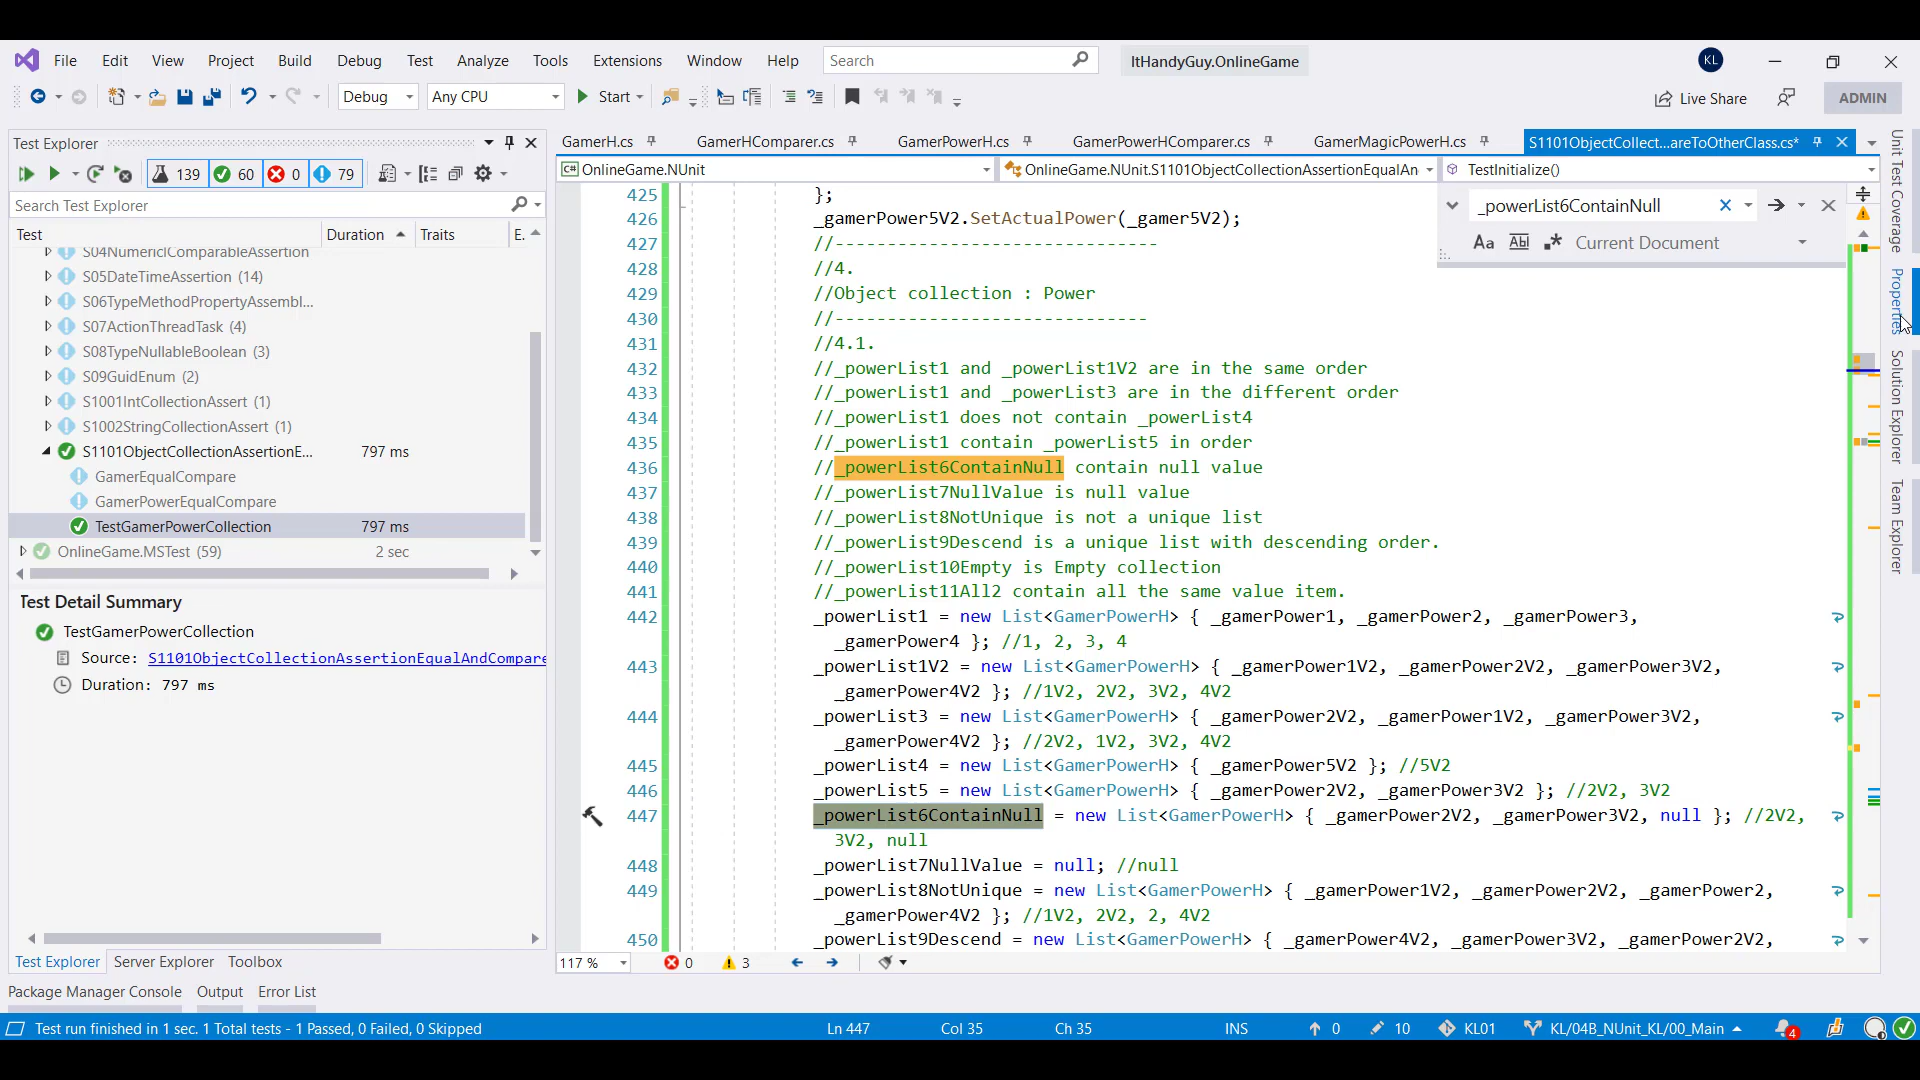 File Edit View Project Build Debug Test Analyze Tools Extensions Window Help Search ItHandyGuy.OnlineGame KL
Debug Any CPU Start Live Share ADMIN
Test Explorer
139 60 0 79
Search Test Explorer
Test Duration Traits E.
S04NumericComparableAssertion
S05DateTimeAssertion (14)
S06TypeMethodPropertyAssembl...
S07ActionThreadTask (4)
S08TypeNullableBoolean (3)
S09GuidEnum (2)
S1001IntCollectionAssert (1)
S1002StringCollectionAssert (1)
S1101ObjectCollectionAssertionE... 797 ms
GamerEqualCompare
GamerPowerEqualCompare
TestGamerPowerCollection 797 ms
OnlineGame.MSTest (59) 2 sec
Test Detail Summary
TestGamerPowerCollection
Source: S1101ObjectCollectionAssertionEqualAndCompare
Duration: 797 ms
Test Explorer Server Explorer Toolbox
GamerH.cs GamerHComparer.cs GamerPowerH.cs GamerPowerHComparer.cs GamerMagicPowerH.cs S1101ObjectCollect...areToOtherClass.cs*
OnlineGame.NUnit OnlineGame.NUnit.S1101ObjectCollectionAssertionEqualAn TestInitialize()
_powerList6ContainNull
Aa Abl Current Document
425 };
426 _gamerPower5V2.SetActualPower(_gamer5V2);
427 //-------------------------------
428 //4.
429 //Object collection : Power
430 //------------------------------
431 //4.1.
432 //_powerList1 and _powerList1V2 are in the same order
433 //_powerList1 and _powerList3 are in the different order
434 //_powerList1 does not contain _powerList4
435 //_powerList1 contain _powerList5 in order
436 //_powerList6ContainNull contain null value
437 //_powerList7NullValue is null value
438 //_powerList8NotUnique is not a unique list
439 //_powerList9Descend is a unique list with descending order.
440 //_powerList10Empty is Empty collection
441 //_powerList11All2 contain all the same value item.
442 _powerList1 = new List<GamerPowerH> { _gamerPower1, _gamerPower2, _gamerPower3,
_gamerPower4 }; //1, 2, 3, 4
443 _powerList1V2 = new List<GamerPowerH> { _gamerPower1V2, _gamerPower2V2, _gamerPower3V2,
_gamerPower4V2 }; //1V2, 2V2, 3V2, 4V2
444 _powerList3 = new List<GamerPowerH> { _gamerPower2V2, _gamerPower1V2, _gamerPower3V2,
_gamerPower4V2 }; //2V2, 1V2, 3V2, 4V2
445 _powerList4 = new List<GamerPowerH> { _gamerPower5V2 }; //5V2
446 _powerList5 = new List<GamerPowerH> { _gamerPower2V2, _gamerPower3V2 }; //2V2, 3V2
447 _powerList6ContainNull = new List<GamerPowerH> { _gamerPower2V2, _gamerPower3V2, null }; //2V2,
3V2, null
448 _powerList7NullValue = null; //null
449 _powerList8NotUnique = new List<GamerPowerH> { _gamerPower1V2, _gamerPower2V2, _gamerPower2,
_gamerPower4V2 }; //1V2, 2V2, 2, 4V2
450 _powerList9Descend = new List<GamerPowerH> { _gamerPower4V2, _gamerPower3V2, _gamerPower2V2,
117 % 0 3
Unit Test Coverage
Properties
Solution Explorer
Team Explorer
Package Manager Console Output Error List
Test run finished in 1 sec. 1 Total tests - 1 Passed, 0 Failed, 0 Skipped Ln 447 Col 35 Ch 35 INS 0 10 KL01 KL/04B_NUnit_KL/00_Main 4